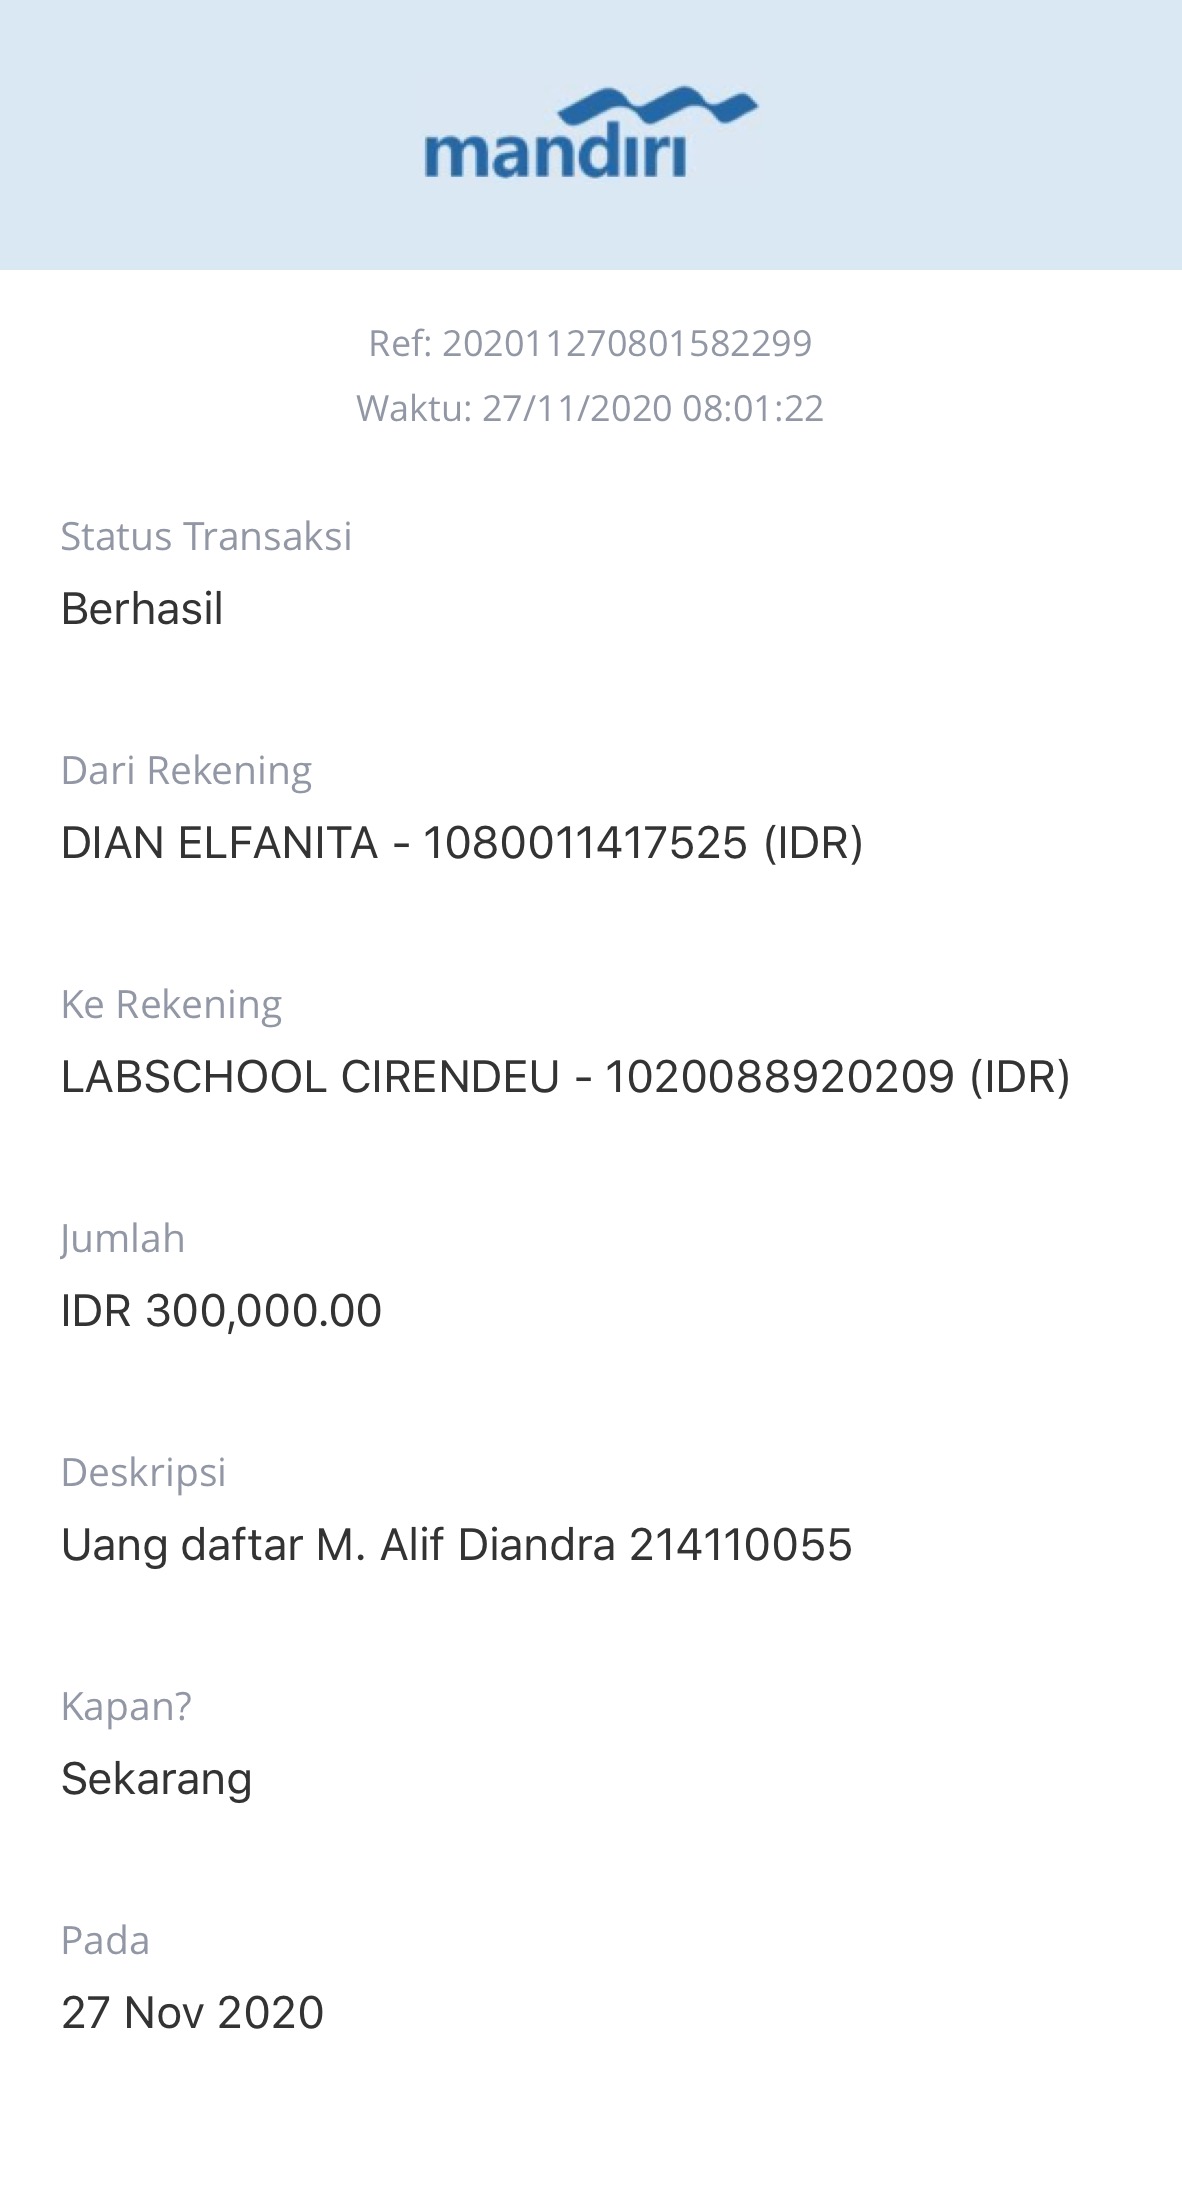 mandiri
Ref: 202011270801582299
Waktu: 27/11/2020 08:01:22
Status Transaksi
Berhasil
Dari Rekening
DIAN ELFANITA - 1080011417525 (IDR)
Ke Rekening
LABSCHOOL CIRENDEU - 1020088920209 (IDR)
Jumlah
IDR 300,000.00
Deskripsi
Uang daftar M. Alif Diandra 214110055
Kapan?
Sekarang
Pada
27 Nov 2020